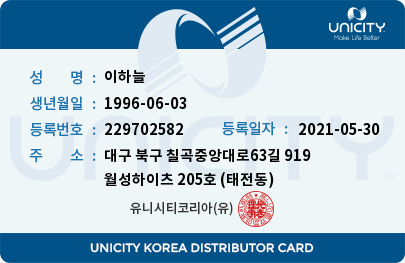 UNICITY
Make Life Better
성 명 : 이하늘
생년월일 : 1996-06-03
등록번호 : 229702582 등록일자 : 2021-05-30
주 소 : 대구 북구 칠곡중앙대로63길 919
월성하이츠 205호 (태전동)
유니시티코리아(유)
UNICITY
UNICITY KOREA DISTRIBUTOR CARD